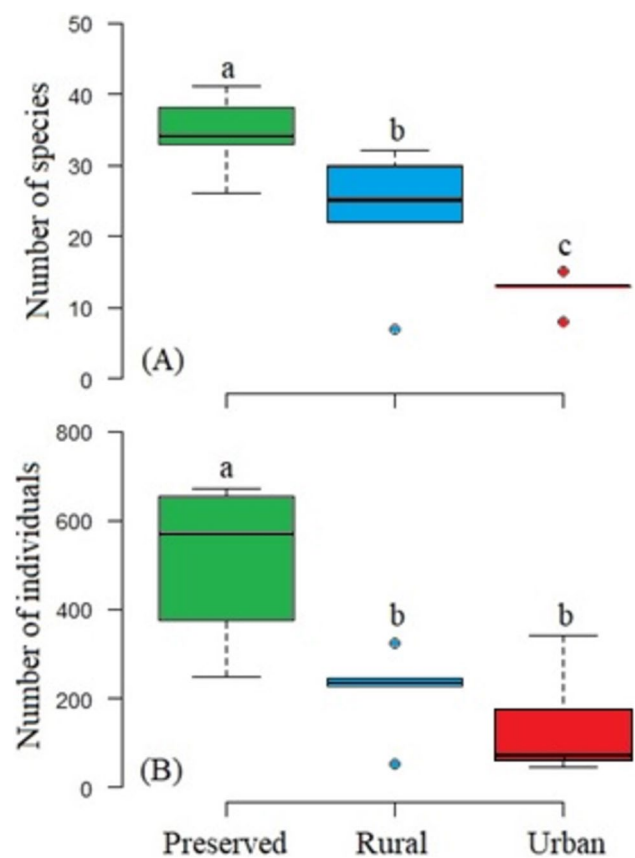 Number of species
50
40
30
20
10
0
a
b
c
(A)
Number of individuals
800
600
400
200
0
a
b
b
(B)
Preserved
Rural
Urban